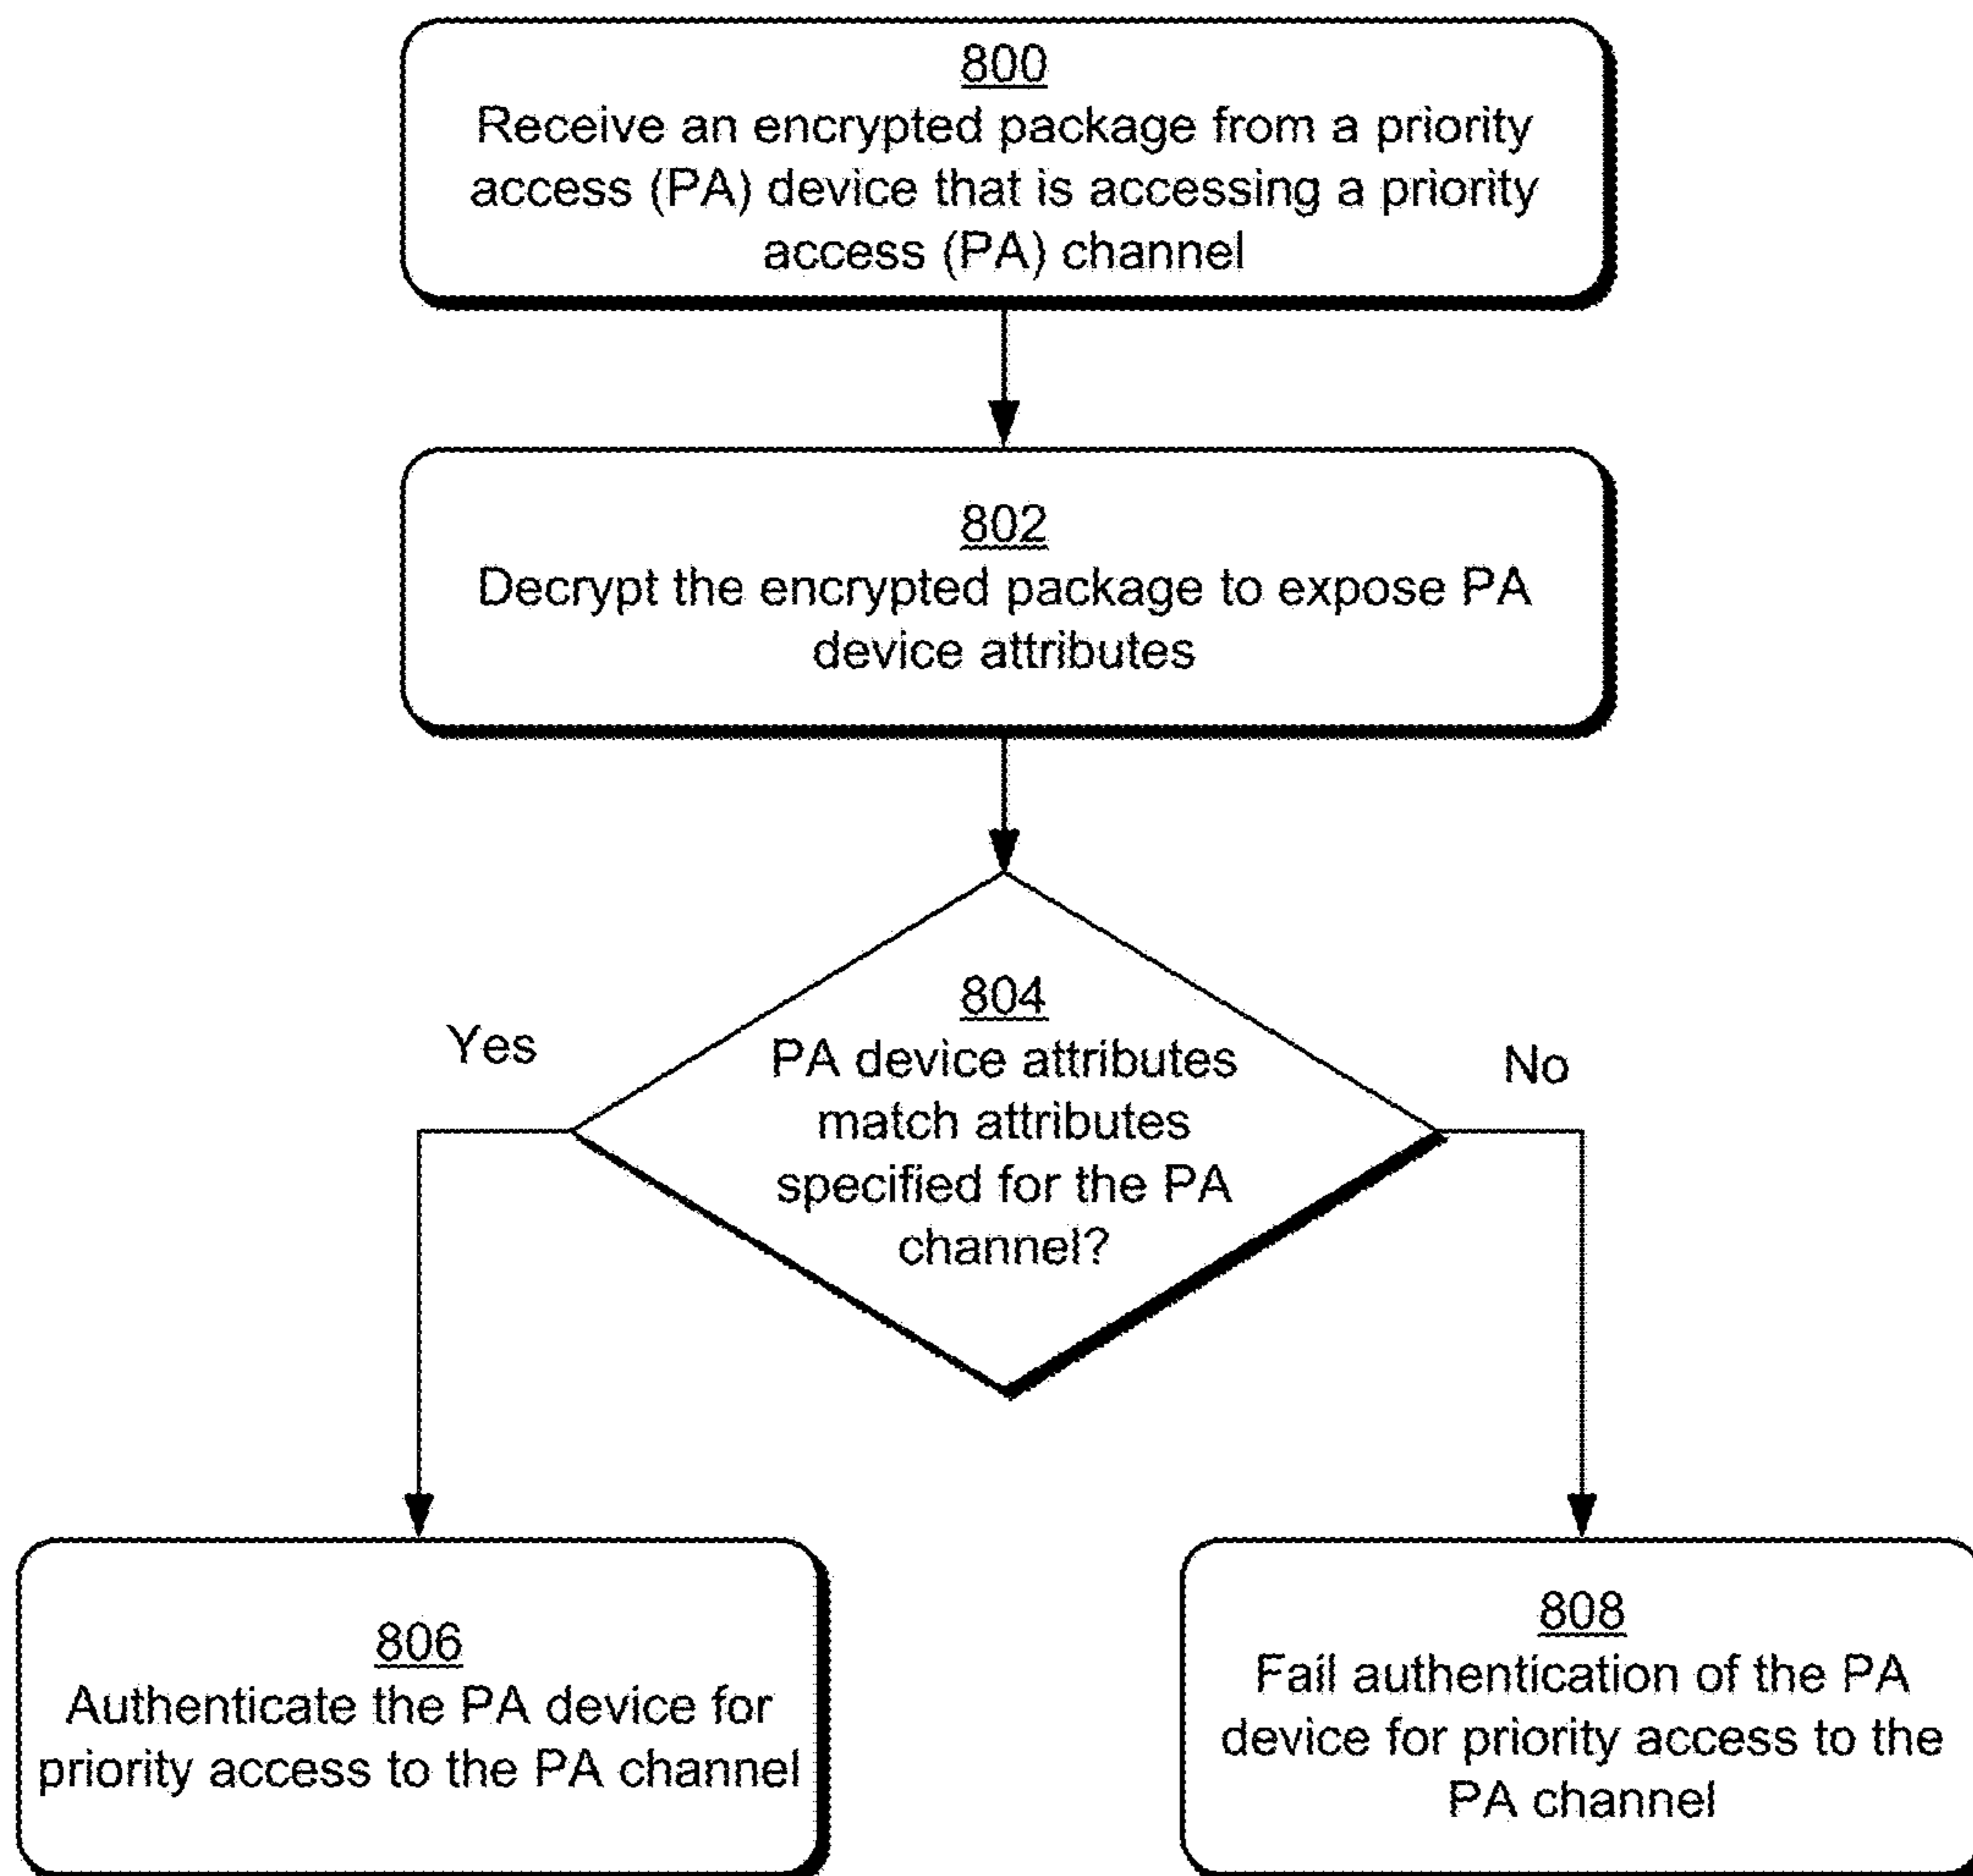 800
Receive an encrypted package from a priority
access (PA) device that is accessing a priority
access (PA) channel
802
Decrypt the encrypted package to expose PA
device attributes
804
PA device attributes
match attributes
specified for the PA
channel?
Yes
No
806
Authenticate the PA device for
priority access to the PA channel
808
Fail authentication of the PA
device for priority access to the
PA channel